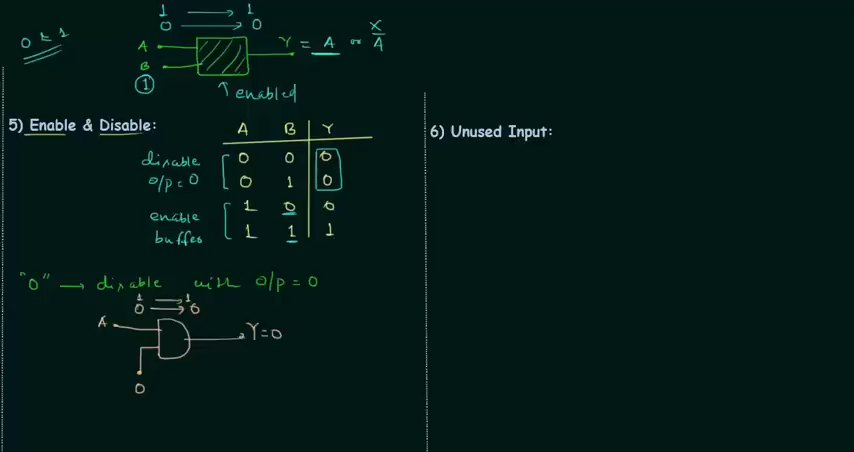 1 → 1
0 → 0
0 & 1
A
Y = A or X/A
B
1
↑ enabled
5) Enable & Disable:
A B Y
disable 0 0 0
o/p = 0 0 1 0
enable 1 0 0
buffer 1 1 1
"0" → disable with o/p = 0
1 → 1
0 → 0
A
Y = 0
0
6) Unused Input: